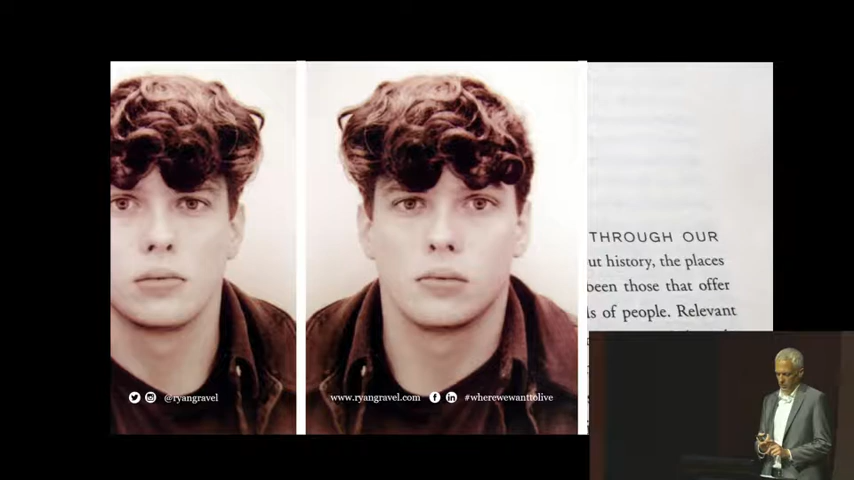 @ryangravel
www.ryangravel.com
#wherewewanttolive
THROUGH OUR
ut history, the places
been those that offer
s of people. Relevant